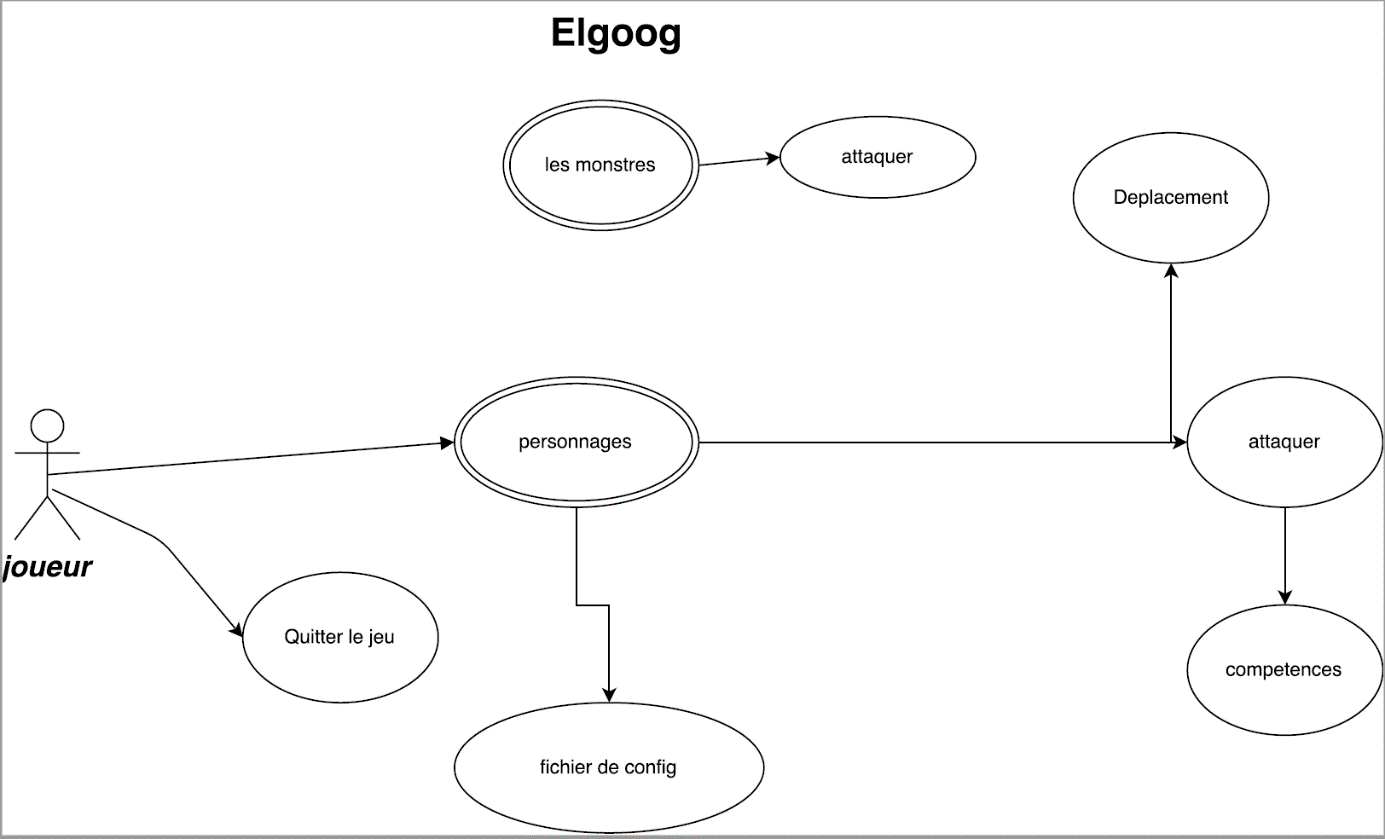 Elgoog
les monstres
attaquer
Deplacement
personnages
attaquer
joueur
Quitter le jeu
competences
fichier de config